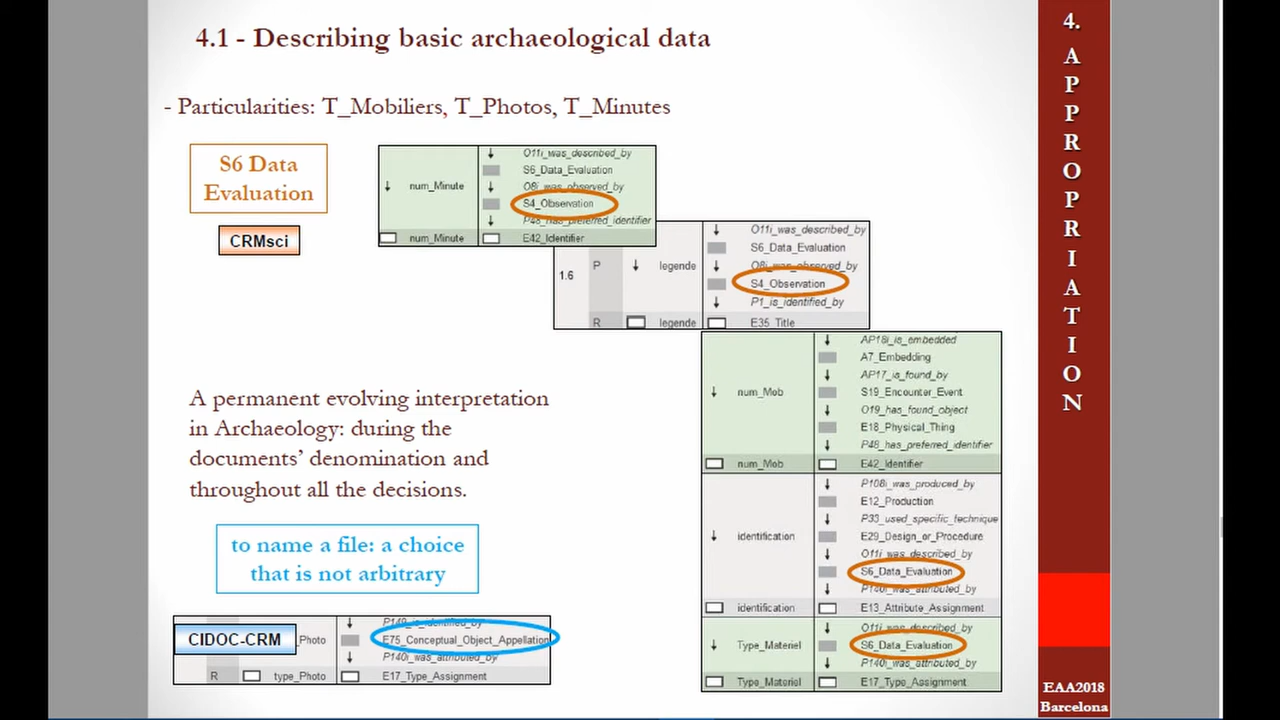 4.1 - Describing basic archaeological data
- Particularities: T_Mobiliers, T_Photos, T_Minutes
S6 Data
Evaluation
CRMsci
O11i_was_described_by
S6_Data_Evaluation
num_Minute
O8i_was_observed_by
S4_Observation
P48_has_preferred_identifier
num_Minute
E42_Identifier
O11i_was_described_by
S6_Data_Evaluation
1.6
P
legende
O8i_was_observed_by
S4_Observation
P1_is_identified_by
R
legende
E35_Title
AP18i_is_embedded
A7_Embedding
AP17_is_found_by
num_Mob
S19_Encounter_Event
O19_has_found_object
E18_Physical_Thing
P48_has_preferred_identifier
num_Mob
E42_Identifier
P108i_was_produced_by
E12_Production
P33_used_specific_technique
identification
E29_Design_or_Procedure
O11i_was_described_by
S6_Data_Evaluation
P140i_was_attributed_by
identification
E13_Attribute_Assignment
O11i_was_described_by
Type_Materiel
S6_Data_Evaluation
P140i_was_attributed_by
Type_Materiel
E17_Type_Assignment
A permanent evolving interpretation
in Archaeology: during the
documents' denomination and
throughout all the decisions.
to name a file: a choice
that is not arbitrary
CIDOC-CRM
_Photo
P149_is_identified_by
E75_Conceptual_Object_Appellation
P140i_was_attributed_by
R
type_Photo
E17_Type_Assignment
4.
A
P
P
R
O
P
R
I
A
T
I
O
N
EAA2018
Barcelona